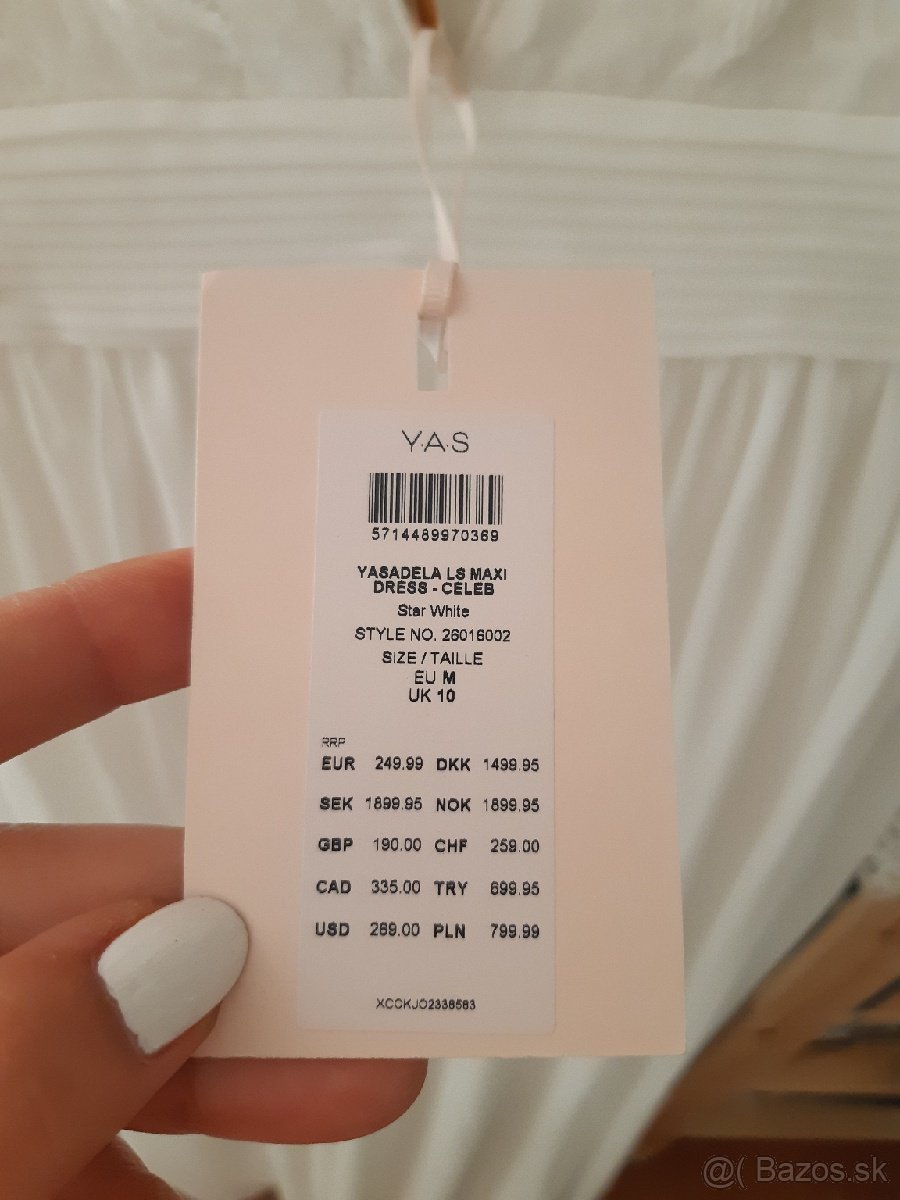 Y.A.S
5714489970369
YASADELA LS MAXI
DRESS - CELEB
Star White
STYLE NO. 26016002
SIZE / TAILLE
EU M
UK 10
RRP
EUR 249.99 DKK 1499.95
SEK 1899.95 NOK 1899.95
GBP 190.00 CHF 259.00
CAD 335.00 TRY 699.95
USD 269.00 PLN 799.99
@( Bazos.sk